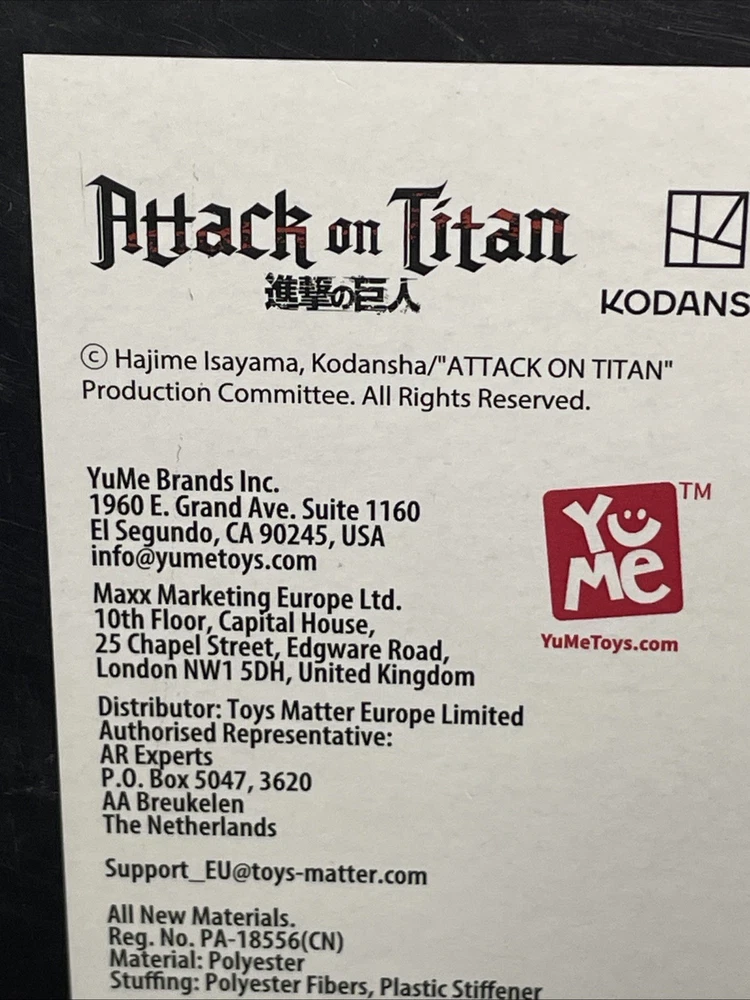 Attack on Titan
進撃の巨人
KODANS
© Hajime Isayama, Kodansha/"ATTACK ON TITAN"
Production Committee. All Rights Reserved.
YuMe Brands Inc.
1960 E. Grand Ave. Suite 1160
El Segundo, CA 90245, USA
info@yumetoys.com
YuMe TM
YuMeToys.com
Maxx Marketing Europe Ltd.
10th Floor, Capital House,
25 Chapel Street, Edgware Road,
London NW1 5DH, United Kingdom
Distributor: Toys Matter Europe Limited
Authorised Representative:
AR Experts
P.O. Box 5047, 3620
AA Breukelen
The Netherlands
Support_EU@toys-matter.com
All New Materials.
Reg. No. PA-18556(CN)
Material: Polyester
Stuffing: Polyester Fibers, Plastic Stiffener